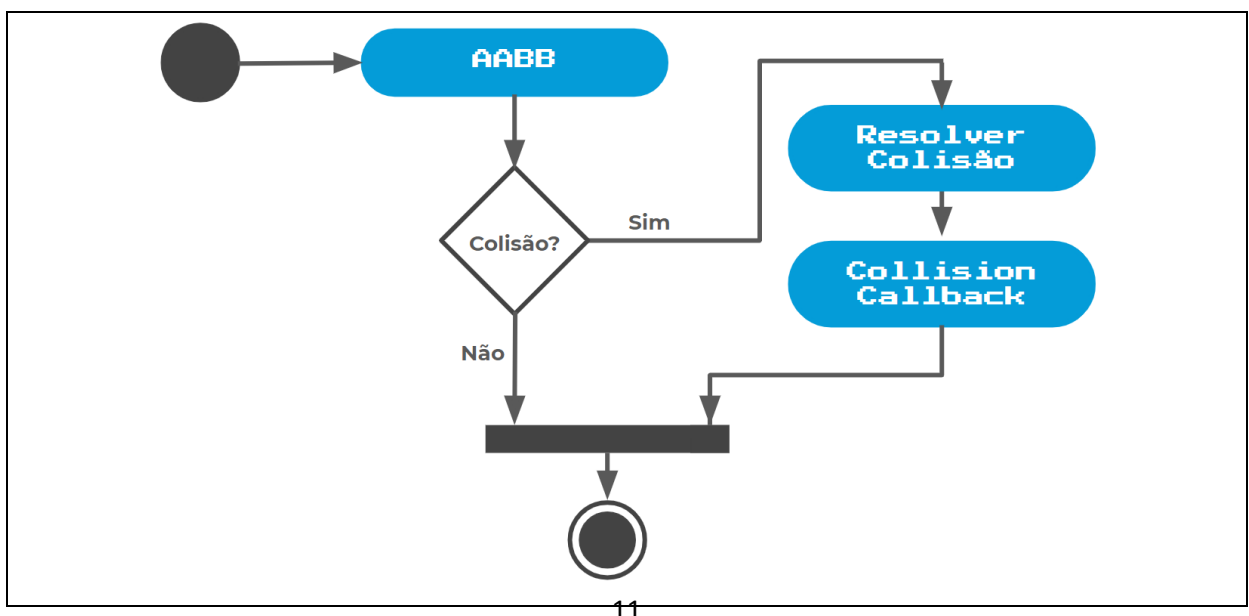 AABB
Colisão?
Sim
Resolver
Colisão
Collision
Callback
Não
11